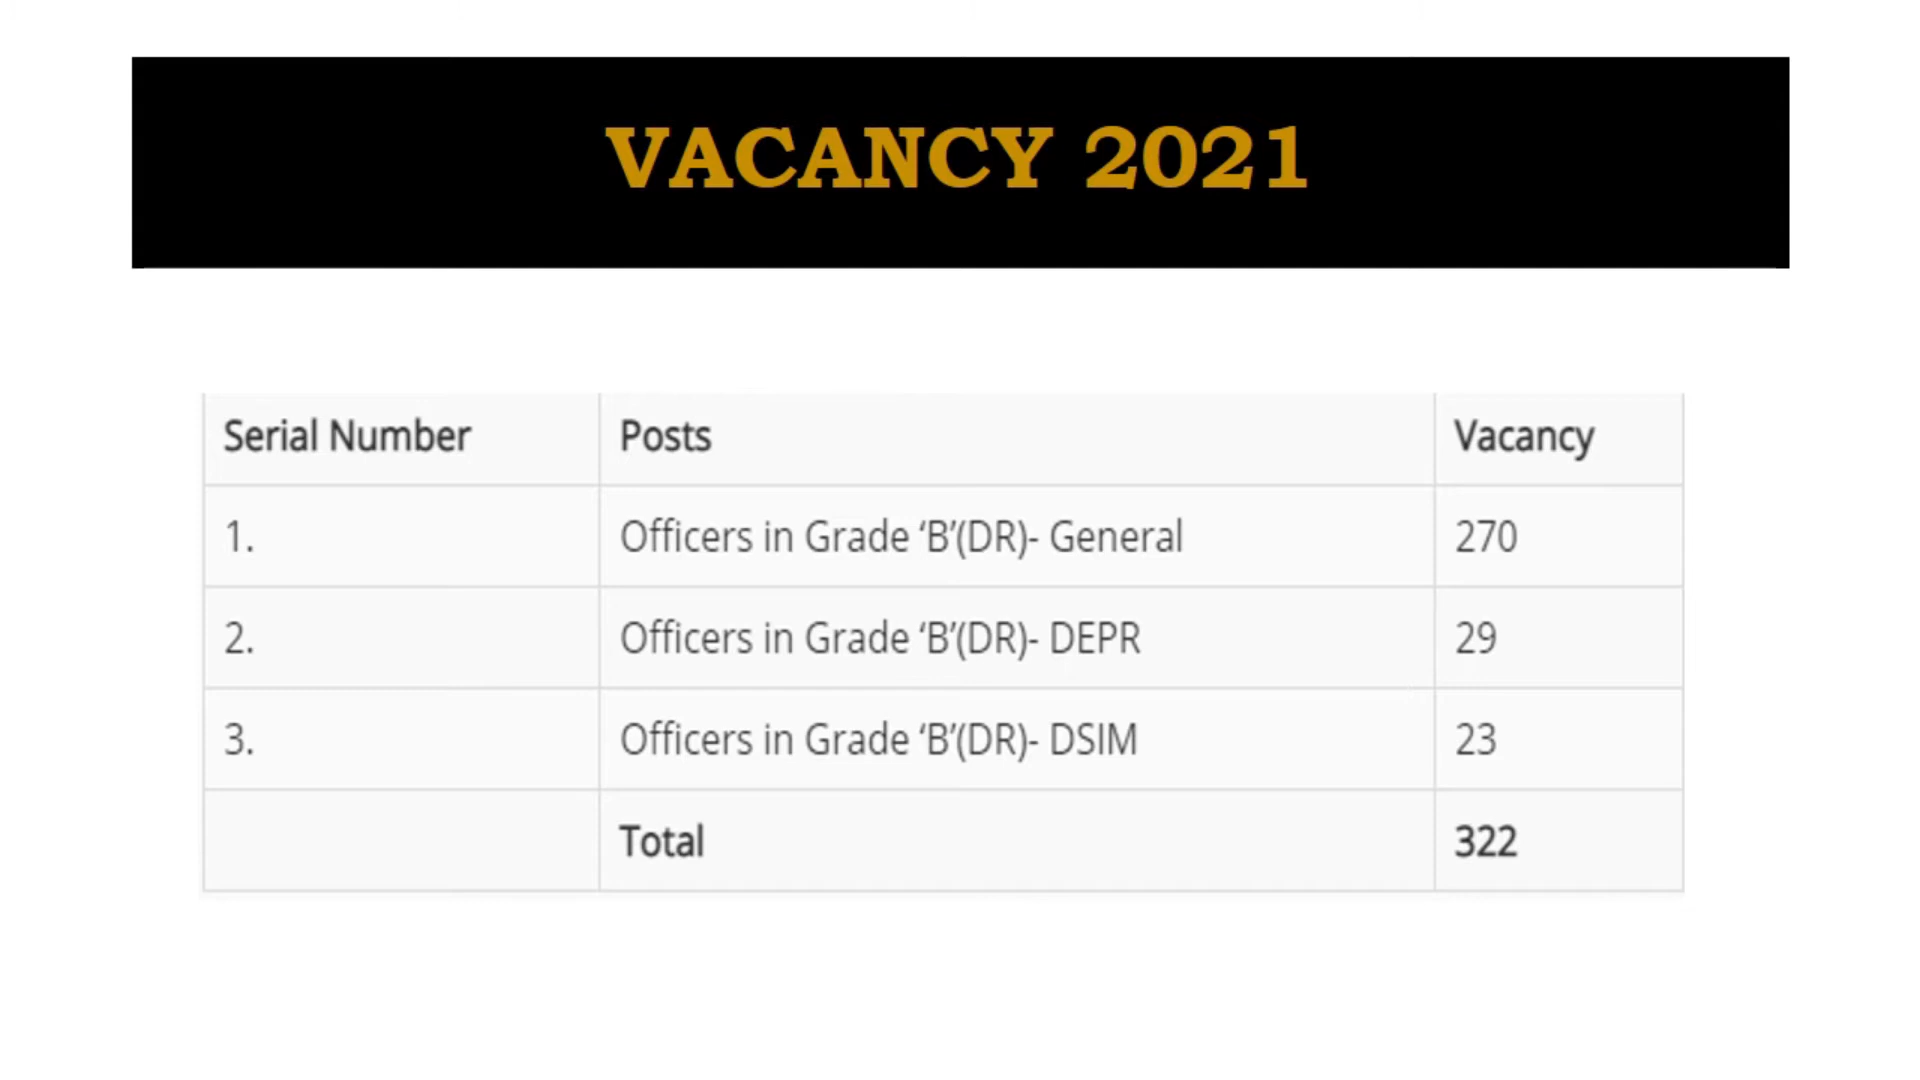 VACANCY 2021
Serial Number Posts Vacancy
1. Officers in Grade ‘B’(DR)- General 270
2. Officers in Grade ‘B’(DR)- DEPR 29
3. Officers in Grade ‘B’(DR)- DSIM 23
Total 322